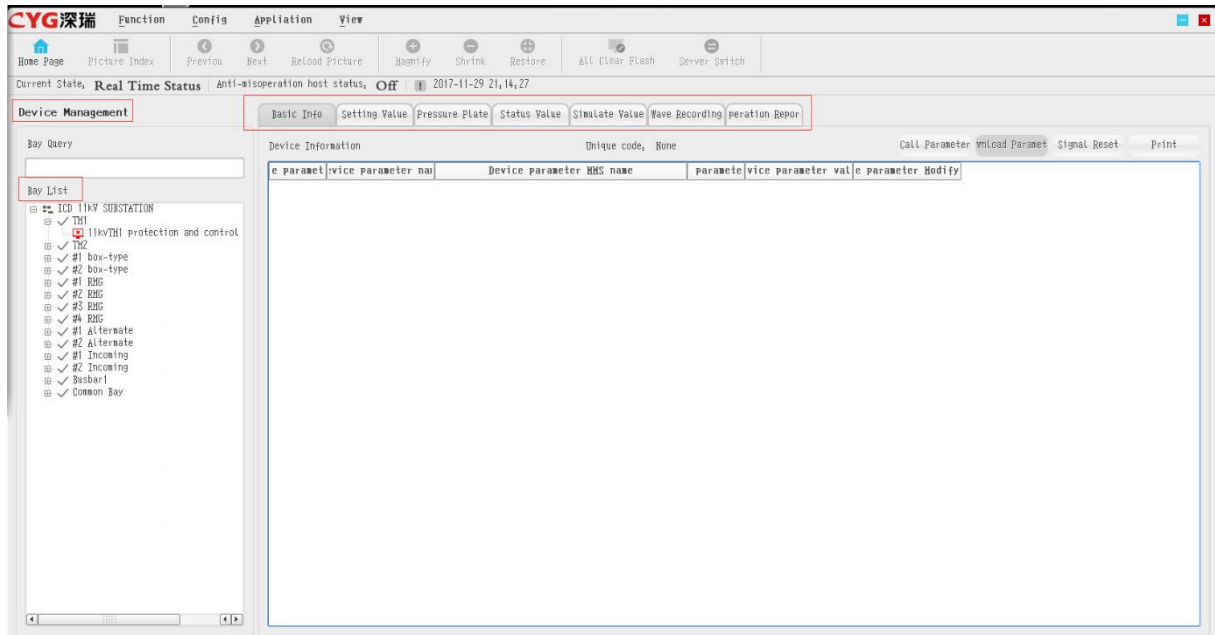 CYG深瑞 Function Config Appliation View
Home Page Picture Index Previou Next Reload Picture Magnify Shrink Restore All Clear Flash Server Switch
Current State, Real Time Status Anti-misoperation host status, Off 2017-11-29 21,14,27
Device Management
Basic Info Setting Value Pressure Plate Status Value Simulate Value Wave Recording peration Repor
Bay Query
Device Information Unique code, None Call Parameter wnload Paramet Signal Reset Print
e paramet vice parameter nam Device parameter MMS name paramete vice parameter val e parameter Modify
Bay List
ICD 11kV SUBSTATION
TM1
11kvTM1 protection and control
TM2
#1 box-type
#2 box-type
#1 RMG
#2 RMG
#3 RMG
#4 RMG
#1 Alternate
#2 Alternate
#1 Incoming
#2 Incoming
Busbar1
Common Bay